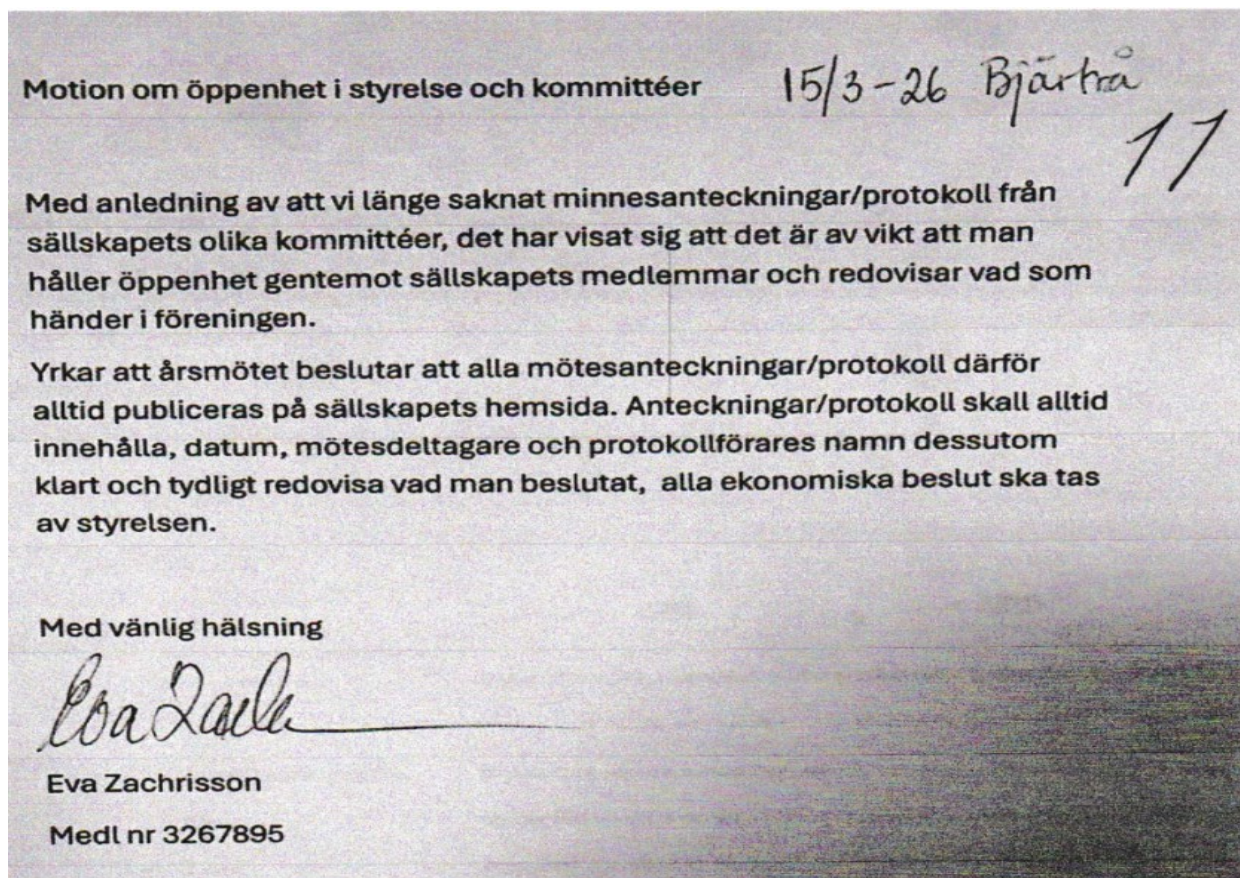 Motion om öppenhet i styrelse och kommittéer 15/3-26 Bjärtrå
11
Med anledning av att vi länge saknat minnesanteckningar/protokoll från
sällskapets olika kommittéer, det har visat sig att det är av vikt att man
håller öppenhet gentemot sällskapets medlemmar och redovisar vad som
händer i föreningen.
Yrkar att årsmötet beslutar att alla mötesanteckningar/protokoll därför
alltid publiceras på sällskapets hemsida. Anteckningar/protokoll skall alltid
innehålla, datum, mötesdeltagare och protokollförares namn dessutom
klart och tydligt redovisa vad man beslutat, alla ekonomiska beslut ska tas
av styrelsen.
Med vänlig hälsning
Eva Zach
Eva Zachrisson
Medl nr 3267895